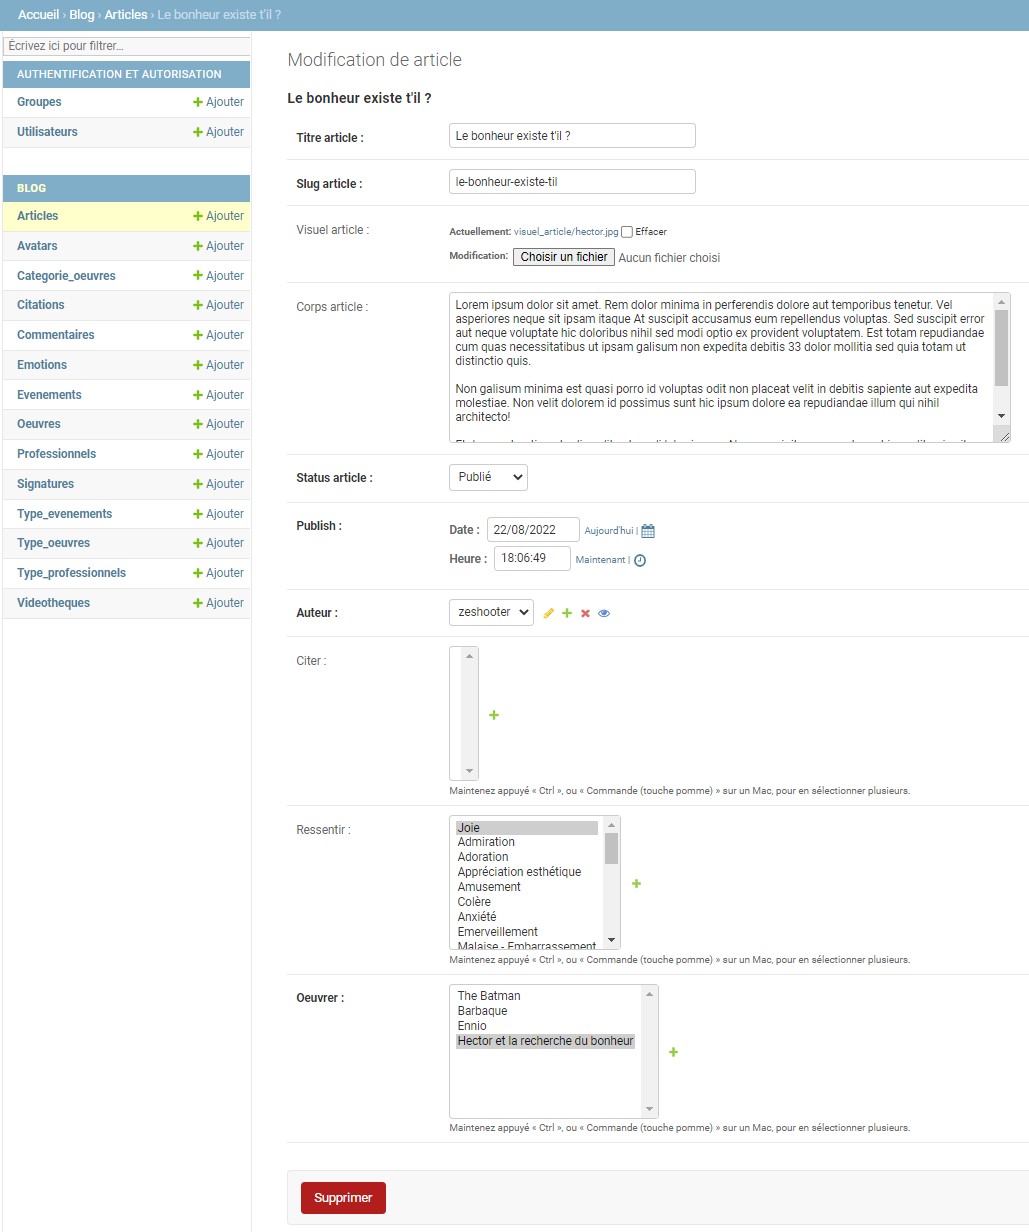 Accueil › Blog › Articles › Le bonheur existe t'il ?
Écrivez ici pour filtrer…
AUTHENTIFICATION ET AUTORISATION
Groupes Ajouter
Utilisateurs Ajouter
BLOG
Articles Ajouter
Avatars Ajouter
Categorie_oeuvres Ajouter
Citations Ajouter
Commentaires Ajouter
Emotions Ajouter
Evenements Ajouter
Oeuvres Ajouter
Professionnels Ajouter
Signatures Ajouter
Type_evenements Ajouter
Type_oeuvres Ajouter
Type_professionnels Ajouter
Videotheques Ajouter
Modification de article
Le bonheur existe t'il ?
Titre article : Le bonheur existe t'il ?
Slug article : le-bonheur-existe-til
Visuel article : Actuellement: visuel_article/hector.jpg Effacer
Modification: Choisir un fichier Aucun fichier choisi
Corps article : Lorem ipsum dolor sit amet. Rem dolor minima in perferendis dolore aut temporibus tenetur. Vel
asperiores neque sit ipsam itaque At suscipit accusamus eum repellendus voluptas. Sed suscipit error
aut neque voluptate hic doloribus nihil sed modi optio ex provident voluptatem. Est totam repudiandae
cum quas necessitatibus ut ipsam galisum non expedita debitis 33 dolor mollitia sed quia totam ut
distinctio quis.
Non galisum minima est quasi porro id voluptas odit non placeat velit in debitis sapiente aut expedita
molestiae. Non velit dolorem id possimus sunt hic ipsum dolore ea repudiandae illum qui nihil
architecto!
Status article : Publié
Publish : Date : 22/08/2022 Aujourd'hui |
Heure : 18:06:49 Maintenant |
Auteur : zeshooter
Citer :
Maintenez appuyé « Ctrl », ou « Commande (touche pomme) » sur un Mac, pour en sélectionner plusieurs.
Ressentir : Joie
Admiration
Adoration
Appréciation esthétique
Amusement
Colère
Anxiété
Emerveillement
Malaise - Embarrassement
Maintenez appuyé « Ctrl », ou « Commande (touche pomme) » sur un Mac, pour en sélectionner plusieurs.
Oeuvrer : The Batman
Barbaque
Ennio
Hector et la recherche du bonheur
Maintenez appuyé « Ctrl », ou « Commande (touche pomme) » sur un Mac, pour en sélectionner plusieurs.
Supprimer